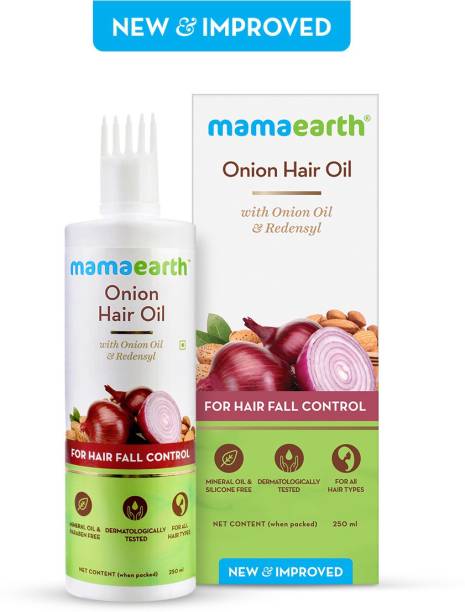 NEW & IMPROVED
mamaearth®
Onion Hair Oil
with Onion Oil
& Redensyl
FOR HAIR FALL CONTROL
MINERAL OIL &
SILICONE FREE
DERMATOLOGICALLY
TESTED
FOR All
HAIR TYPES
NET CONTENT (when packed) 250 ml
NEW & IMPROVED
mamaearth
Onion
Hair Oil
with Onion Oil
& Redensyl
FOR HAIR FALL CONTROL
MINERAL OIL &
PARABEN FREE
DERMATOLOGICALLY
TESTED
FOR ALL
HAIR TYPES
NET CONTENT (when packed) 250 ml